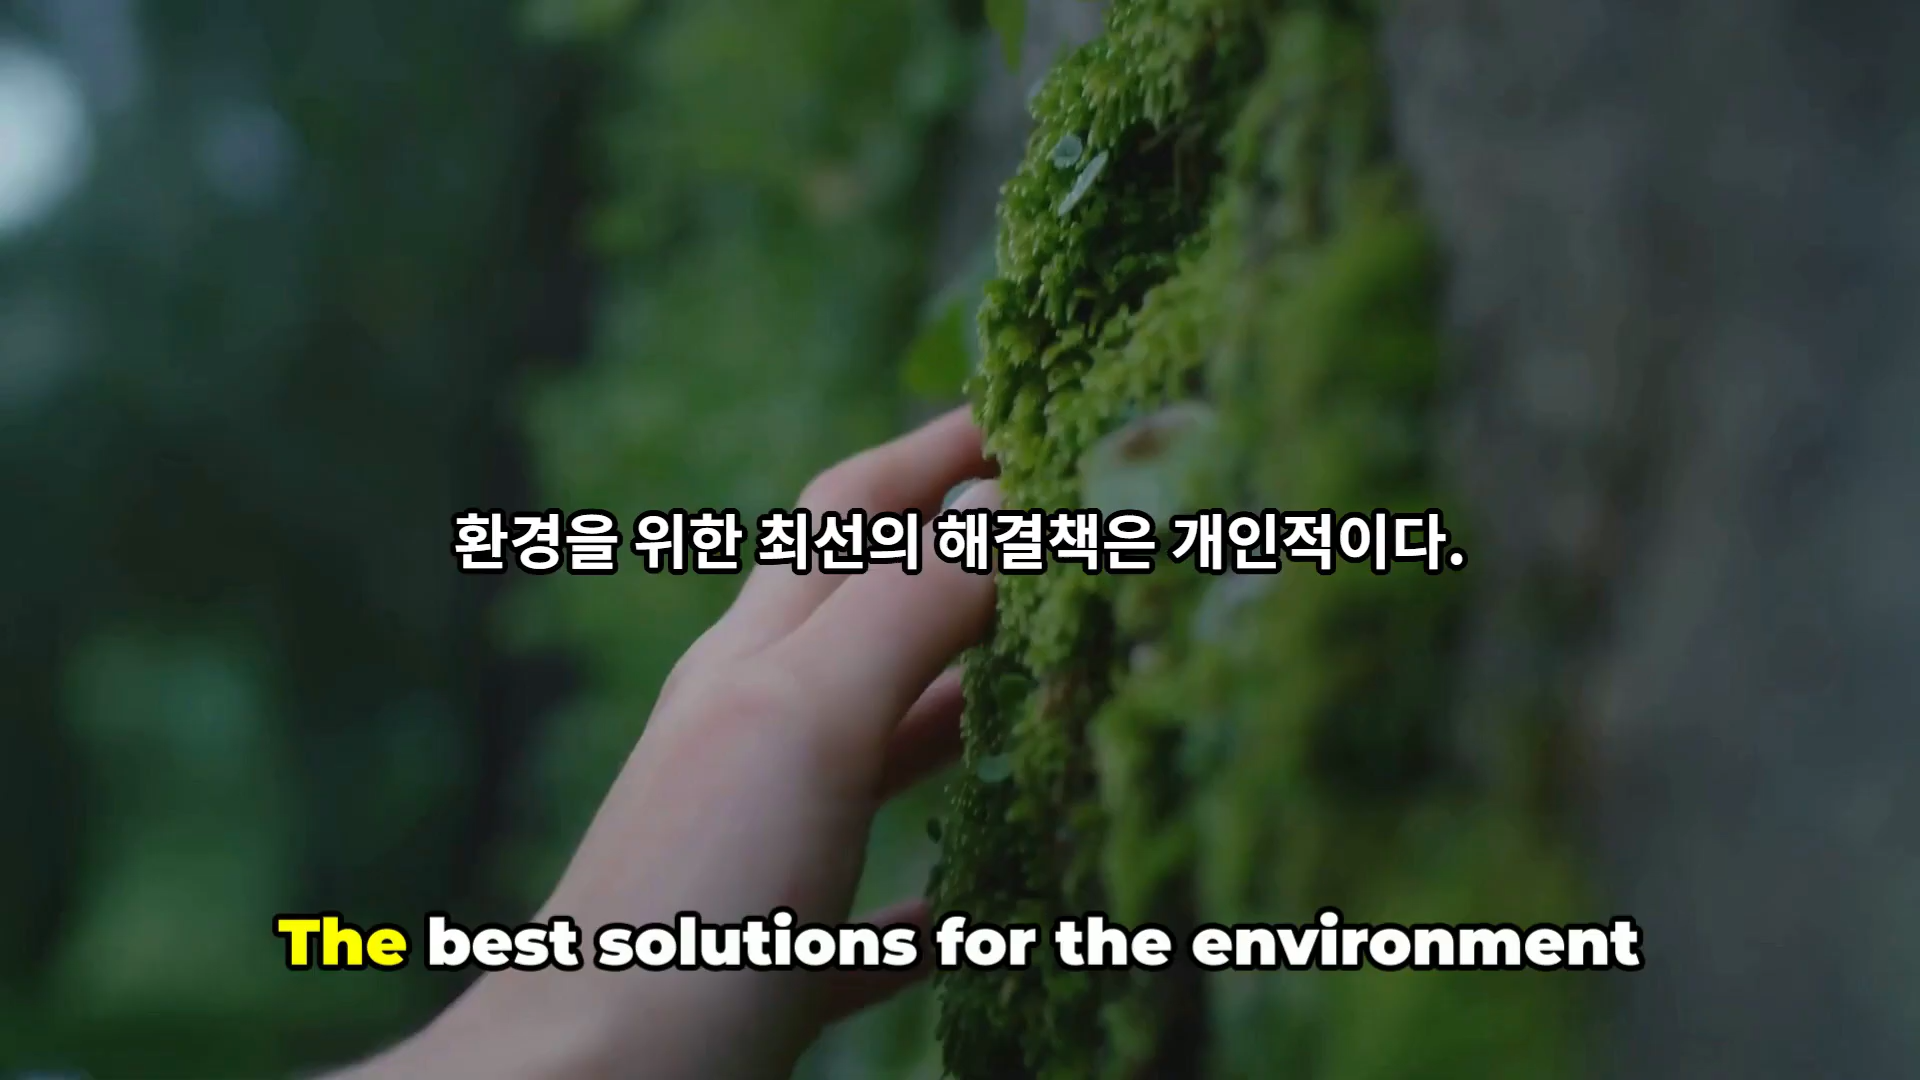 환경을 위한 최선의 해결책은 개인적이다.
The best solutions for the environment